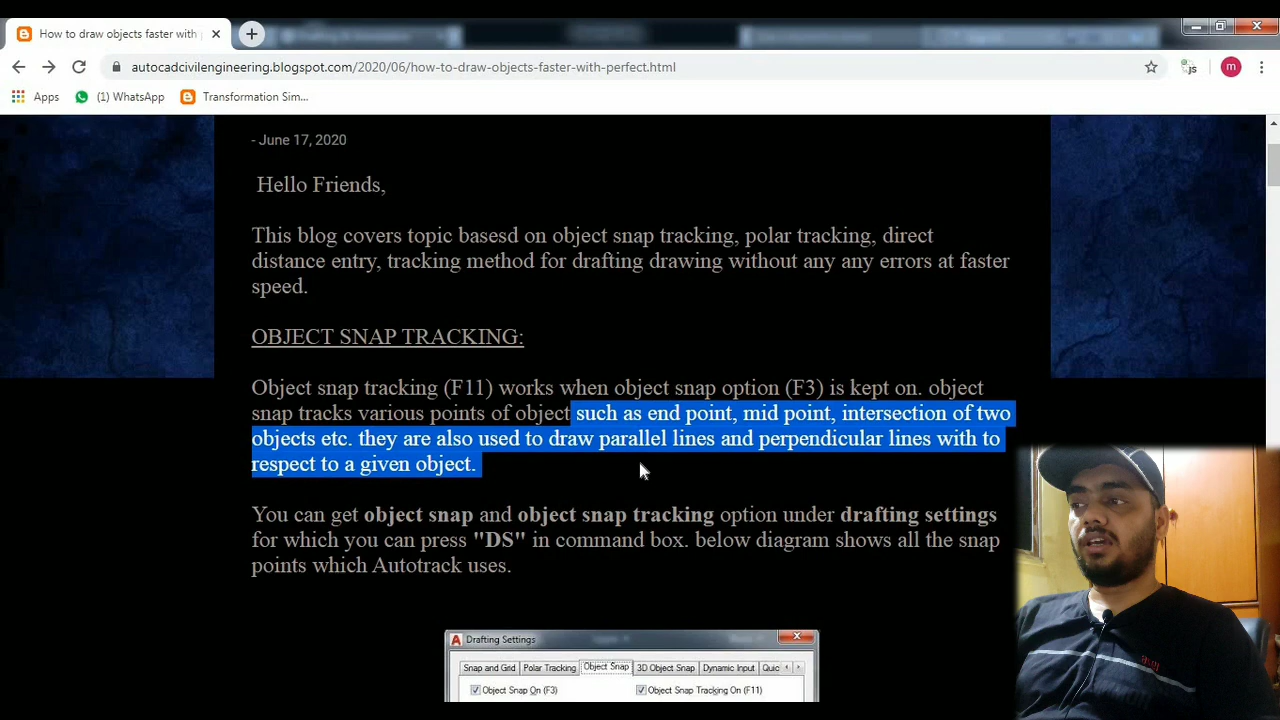 How to draw objects faster with
autocadcivilengineering.blogspot.com/2020/06/how-to-draw-objects-faster-with-perfect.html
JS
m
Apps
(1) WhatsApp
Transformation Sim...
- June 17, 2020
Hello Friends,
This blog covers topic basesd on object snap tracking, polar tracking, direct
distance entry, tracking method for drafting drawing without any any errors at faster
speed.
OBJECT SNAP TRACKING:
Object snap tracking (F11) works when object snap option (F3) is kept on. object
snap tracks various points of object such as end point, mid point, intersection of two
objects etc. they are also used to draw parallel lines and perpendicular lines with to
respect to a given object.
You can get object snap and object snap tracking option under drafting settings
for which you can press "DS" in command box. below diagram shows all the snap
points which Autotrack uses.
A Drafting Settings
Snap and Grid Polar Tracking Object Snap 3D Object Snap Dynamic Input Quic
Object Snap On (F3) Object Snap Tracking On (F11)